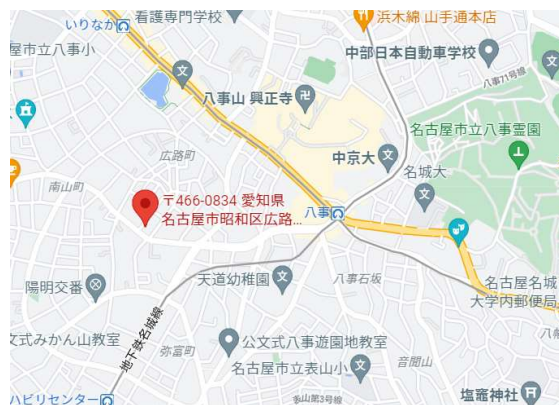 看護専門学校
浜木綿 山手通本店
いりなか
中部日本自動車学校
屋市立八事小
八事71号線
八事山 興正寺
名古屋市立八事霊園
広路町
中京大
名城大
南山町
〒466-0834 愛知県
名古屋市昭和区広路...
八事
天道幼稚園
八事石坂
名古屋名城
大学内郵便局
陽明交番
地下鉄名城線
八幡
文式みかん山教室
弥富町
公文式八事遊園地教室
音聞山
名古屋市立表山小
塩竈神社
ハビリセンター
表山第3号線